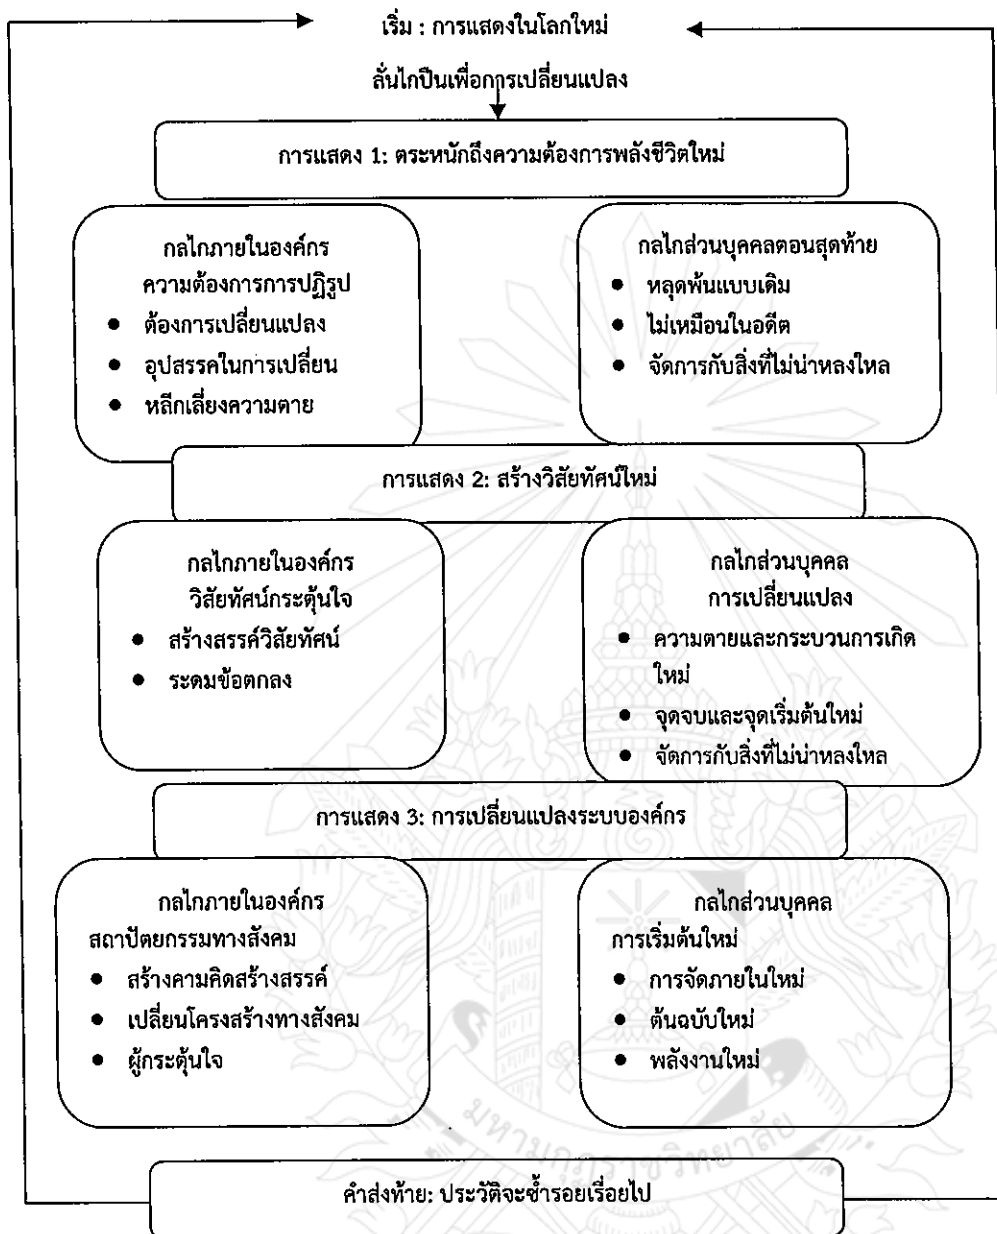 เริ่ม : การแสดงในโลกใหม่
ลั่นไกปืนเพื่อการเปลี่ยนแปลง
การแสดง 1: ตระหนักถึงความต้องการพลังชีวิตใหม่
กลไกภายในองค์กร
ความต้องการการปฏิรูป
● ต้องการเปลี่ยนแปลง
● อุปสรรคในการเปลี่ยน
● หลีกเลี่ยงความตาย
กลไกส่วนบุคคลตอนสุดท้าย
● หลุดพ้นแบบเดิม
● ไม่เหมือนในอดีต
● จัดการกับสิ่งที่ไม่น่าหลงใหล
การแสดง 2: สร้างวิสัยทัศน์ใหม่
กลไกภายในองค์กร
วิสัยทัศน์กระตุ้นใจ
● สร้างสรรค์วิสัยทัศน์
● ระดมข้อตกลง
กลไกส่วนบุคคล
การเปลี่ยนแปลง
● ความตายและกระบวนการเกิด
ใหม่
● จุดจบและจุดเริ่มต้นใหม่
● จัดการกับสิ่งที่ไม่น่าหลงใหล
การแสดง 3: การเปลี่ยนแปลงระบบองค์กร
กลไกภายในองค์กร
สถาปัตยกรรมทางสังคม
● สร้างคามคิดสร้างสรรค์
● เปลี่ยนโครงสร้างทางสังคม
● ผู้กระตุ้นใจ
กลไกส่วนบุคคล
การเริ่มต้นใหม่
● การจัดภายในใหม่
● ต้นฉบับใหม่
● พลังงานใหม่
มหามกุฏราชวิทยาลัย
คำส่งท้าย: ประวัติจะซ้ำรอยเรื่อยไป